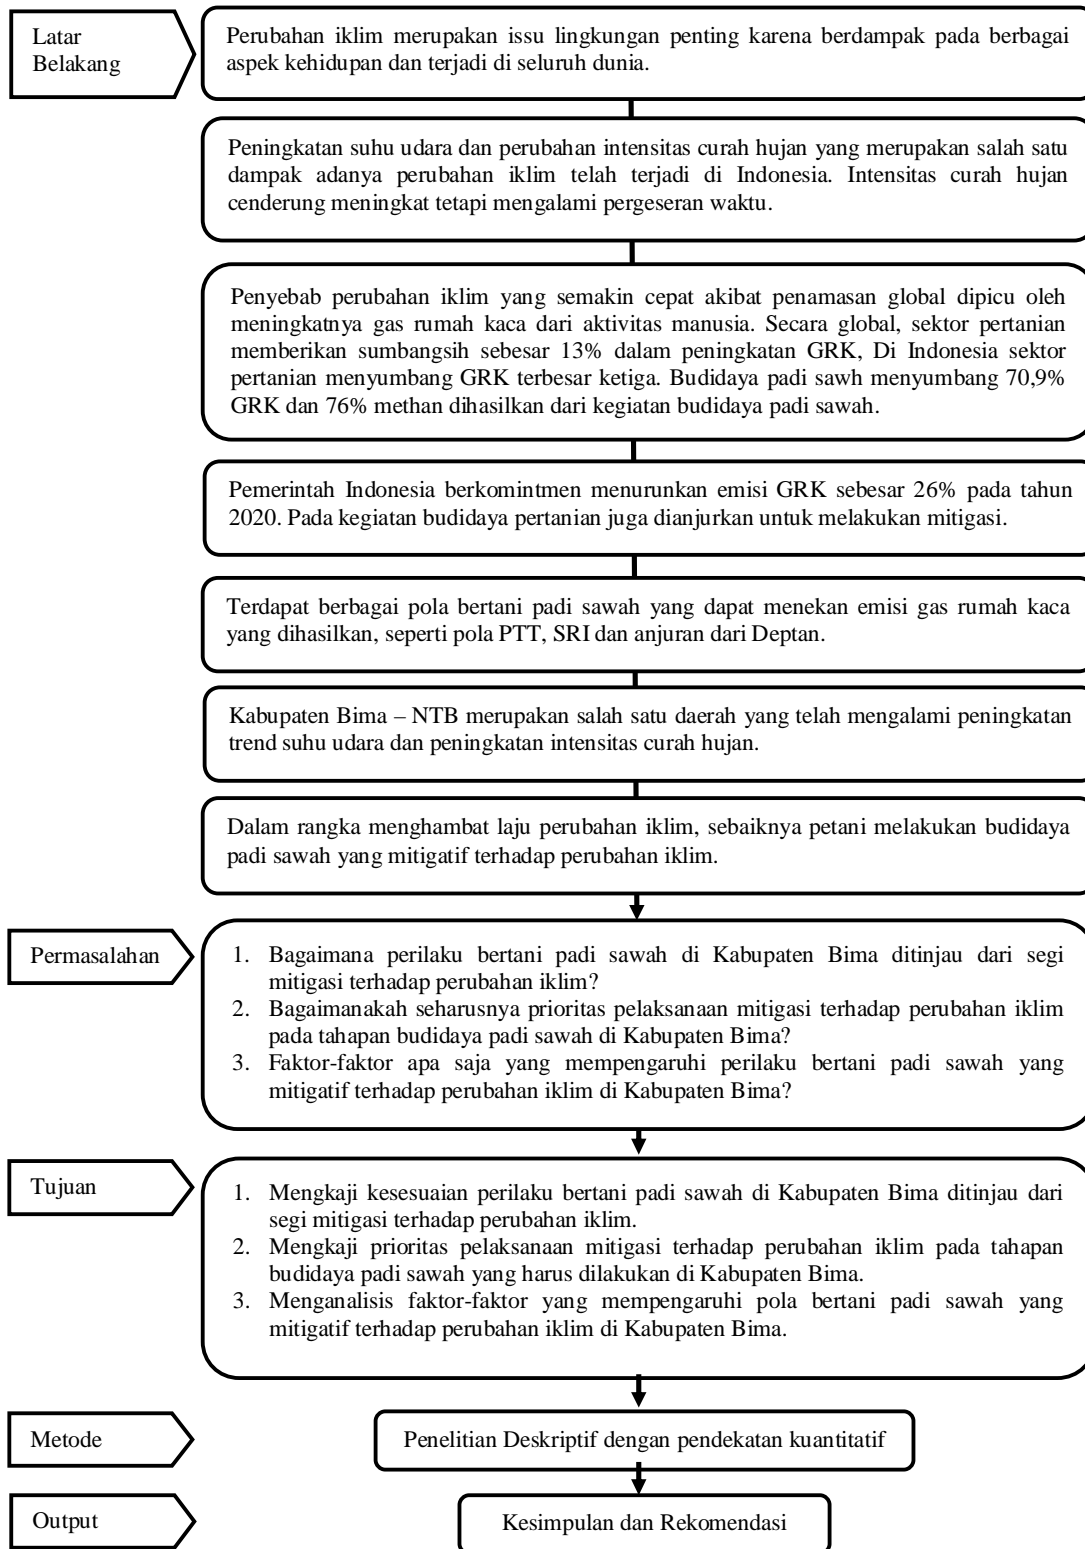 Latar
Belakang
Perubahan iklim merupakan issu lingkungan penting karena berdampak pada berbagai
aspek kehidupan dan terjadi di seluruh dunia.
Peningkatan suhu udara dan perubahan intensitas curah hujan yang merupakan salah satu
dampak adanya perubahan iklim telah terjadi di Indonesia. Intensitas curah hujan
cenderung meningkat tetapi mengalami pergeseran waktu.
Penyebab perubahan iklim yang semakin cepat akibat penamasan global dipicu oleh
meningkatnya gas rumah kaca dari aktivitas manusia. Secara global, sektor pertanian
memberikan sumbangsih sebesar 13% dalam peningkatan GRK, Di Indonesia sektor
pertanian menyumbang GRK terbesar ketiga. Budidaya padi sawh menyumbang 70,9%
GRK dan 76% methan dihasilkan dari kegiatan budidaya padi sawah.
Pemerintah Indonesia berkomintmen menurunkan emisi GRK sebesar 26% pada tahun
2020. Pada kegiatan budidaya pertanian juga dianjurkan untuk melakukan mitigasi.
Terdapat berbagai pola bertani padi sawah yang dapat menekan emisi gas rumah kaca
yang dihasilkan, seperti pola PTT, SRI dan anjuran dari Deptan.
Kabupaten Bima – NTB merupakan salah satu daerah yang telah mengalami peningkatan
trend suhu udara dan peningkatan intensitas curah hujan.
Dalam rangka menghambat laju perubahan iklim, sebaiknya petani melakukan budidaya
padi sawah yang mitigatif terhadap perubahan iklim.
Permasalahan
1. Bagaimana perilaku bertani padi sawah di Kabupaten Bima ditinjau dari segi
mitigasi terhadap perubahan iklim?
2. Bagaimanakah seharusnya prioritas pelaksanaan mitigasi terhadap perubahan iklim
pada tahapan budidaya padi sawah di Kabupaten Bima?
3. Faktor-faktor apa saja yang mempengaruhi perilaku bertani padi sawah yang
mitigatif terhadap perubahan iklim di Kabupaten Bima?
Tujuan
1. Mengkaji kesesuaian perilaku bertani padi sawah di Kabupaten Bima ditinjau dari
segi mitigasi terhadap perubahan iklim.
2. Mengkaji prioritas pelaksanaan mitigasi terhadap perubahan iklim pada tahapan
budidaya padi sawah yang harus dilakukan di Kabupaten Bima.
3. Menganalisis faktor-faktor yang mempengaruhi pola bertani padi sawah yang
mitigatif terhadap perubahan iklim di Kabupaten Bima.
Metode
Penelitian Deskriptif dengan pendekatan kuantitatif
Output
Kesimpulan dan Rekomendasi